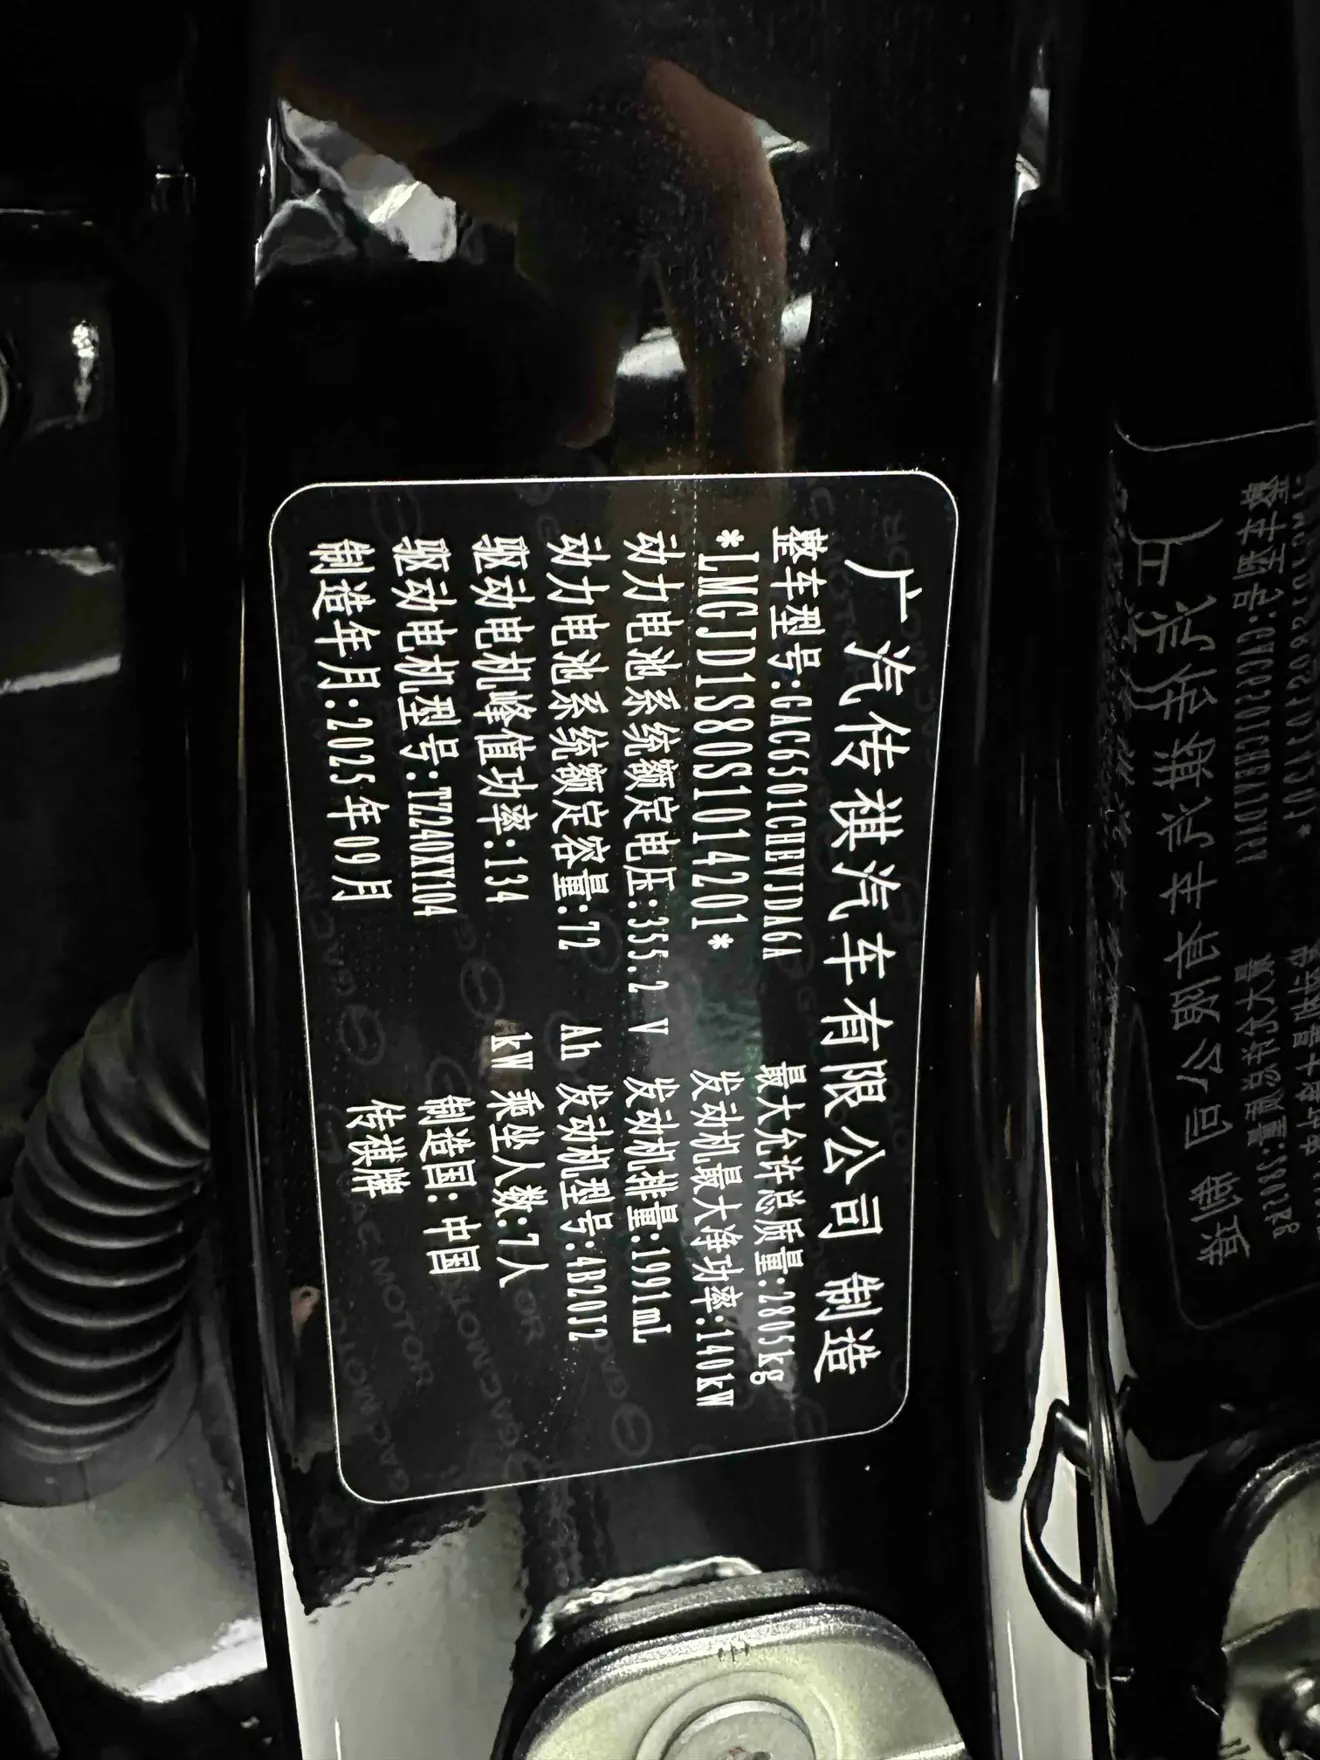 广汽传祺汽车有限公司 制造
整车型号:GAC6501CHEVJDA6A 最大允许总质量:2805kg
*LMGJD1S80S1014201* 发动机最大净功率:140kW
动力电池系统额定电压:355.2 V 发动机排量:1991mL
动力电池系统额定容量:72 Ah 发动机型号:4B20J2
驱动电机峰值功率:134 kW 乘坐人数:7人
驱动电机型号:TZ240XY104 制造国: 中国
制造年月:2025年09月 传祺牌
GAC MOTOR